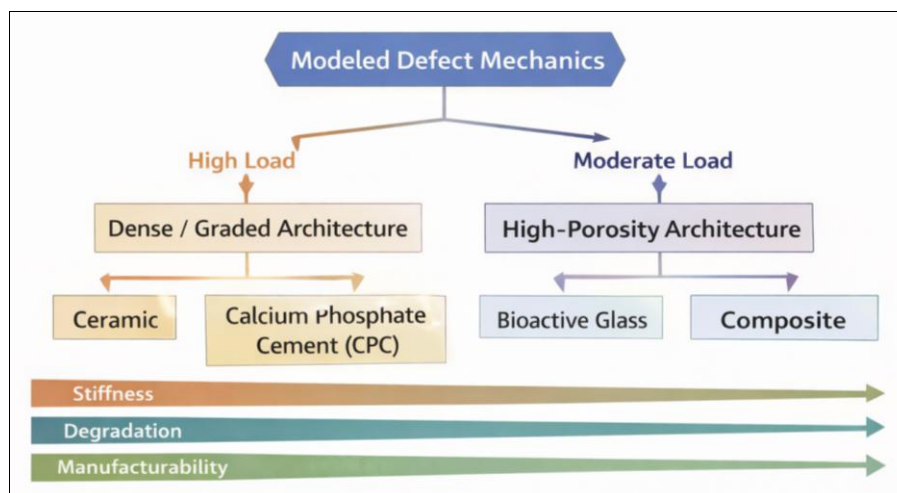 Modeled Defect Mechanics
High Load
Moderate Load
Dense / Graded Architecture
High-Porosity Architecture
Ceramic
Calcium Phosphate
Cement (CPC)
Bioactive Glass
Composite
Stiffness
Degradation
Manufacturability